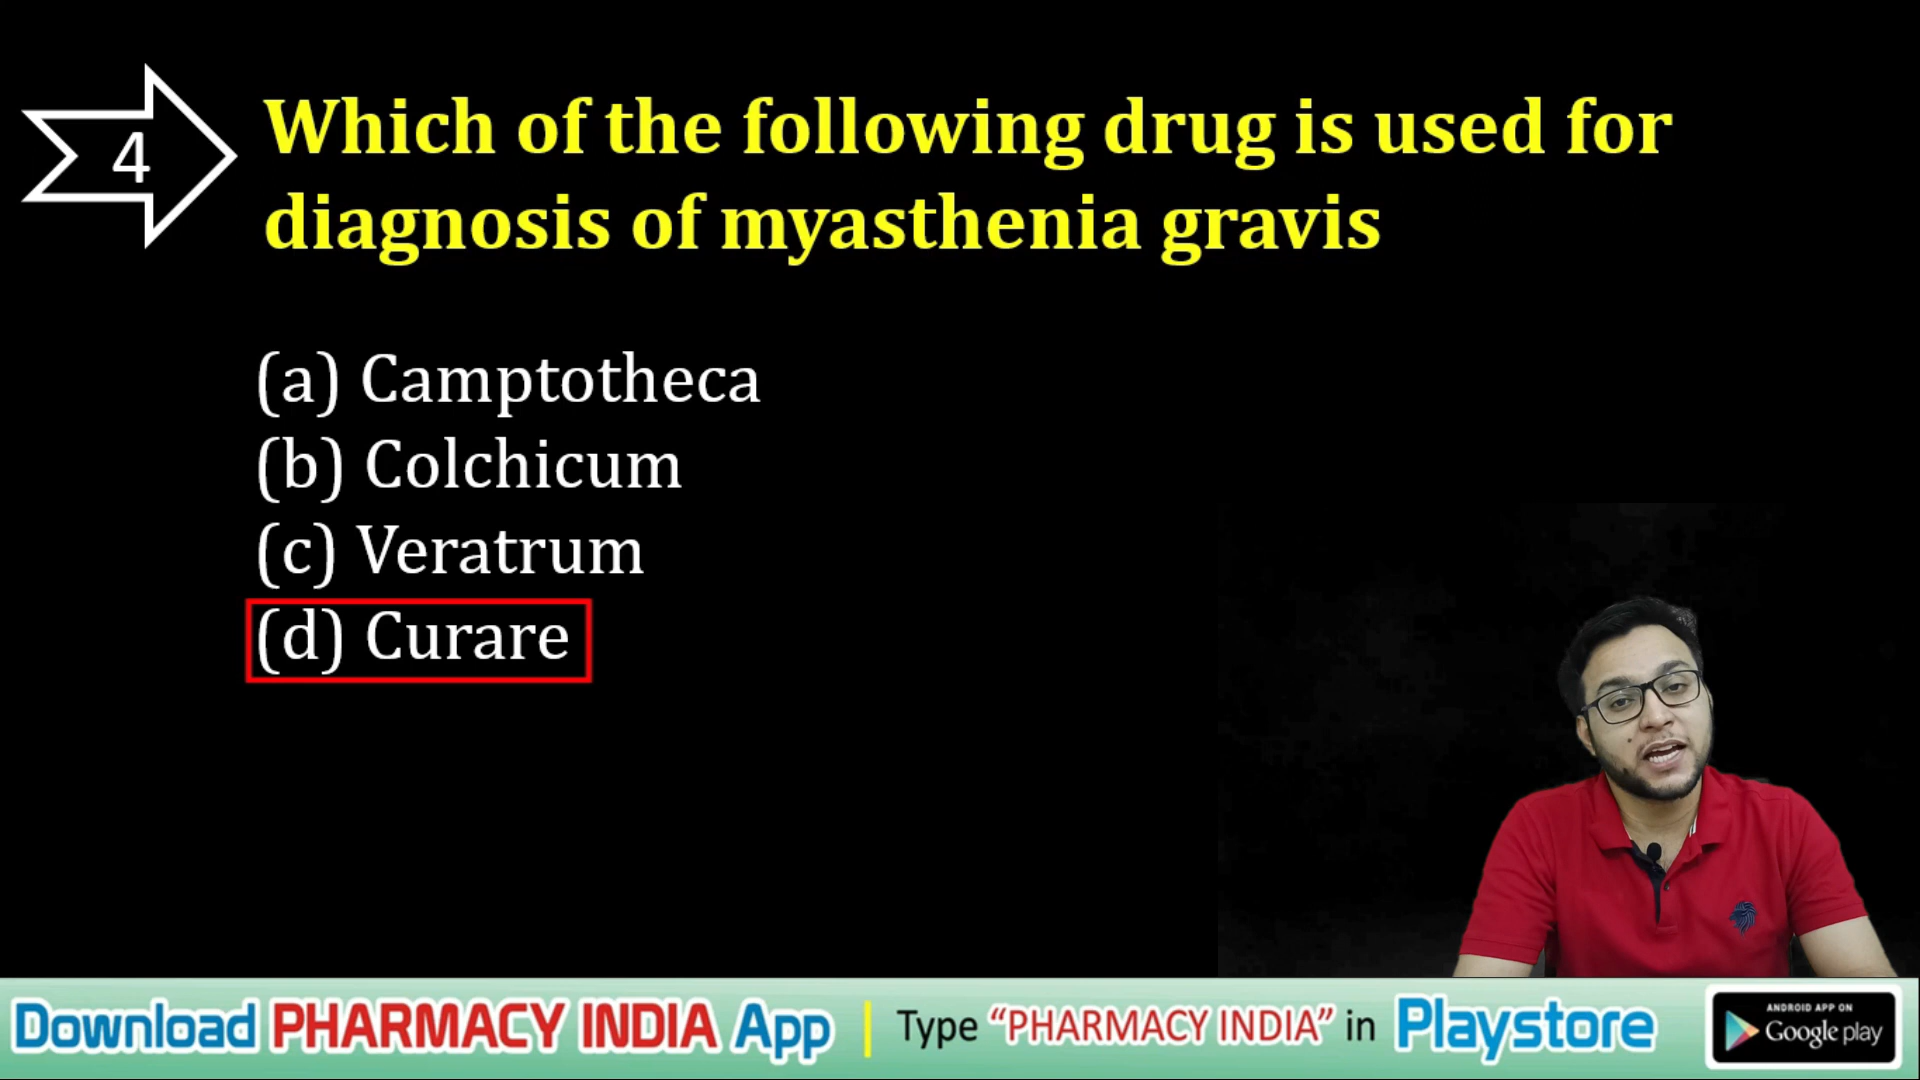 4
Which of the following drug is used for
diagnosis of myasthenia gravis
(a) Camptotheca
(b) Colchicum
(c) Veratrum
(d) Curare
Download PHARMACY INDIA App | Type “PHARMACY INDIA” in Playstore
ANDROID APP ON
Google play